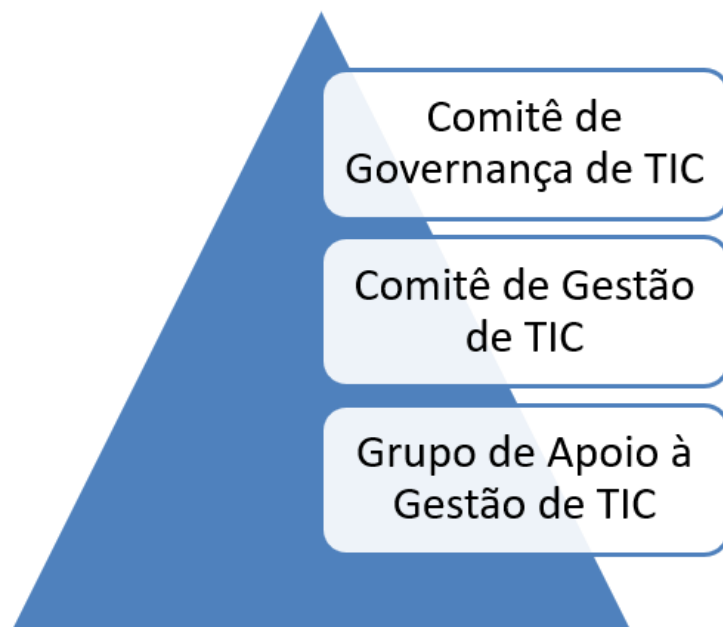 Comitê de
Governança de TIC
Comitê de Gestão
de TIC
Grupo de Apoio à
Gestão de TIC